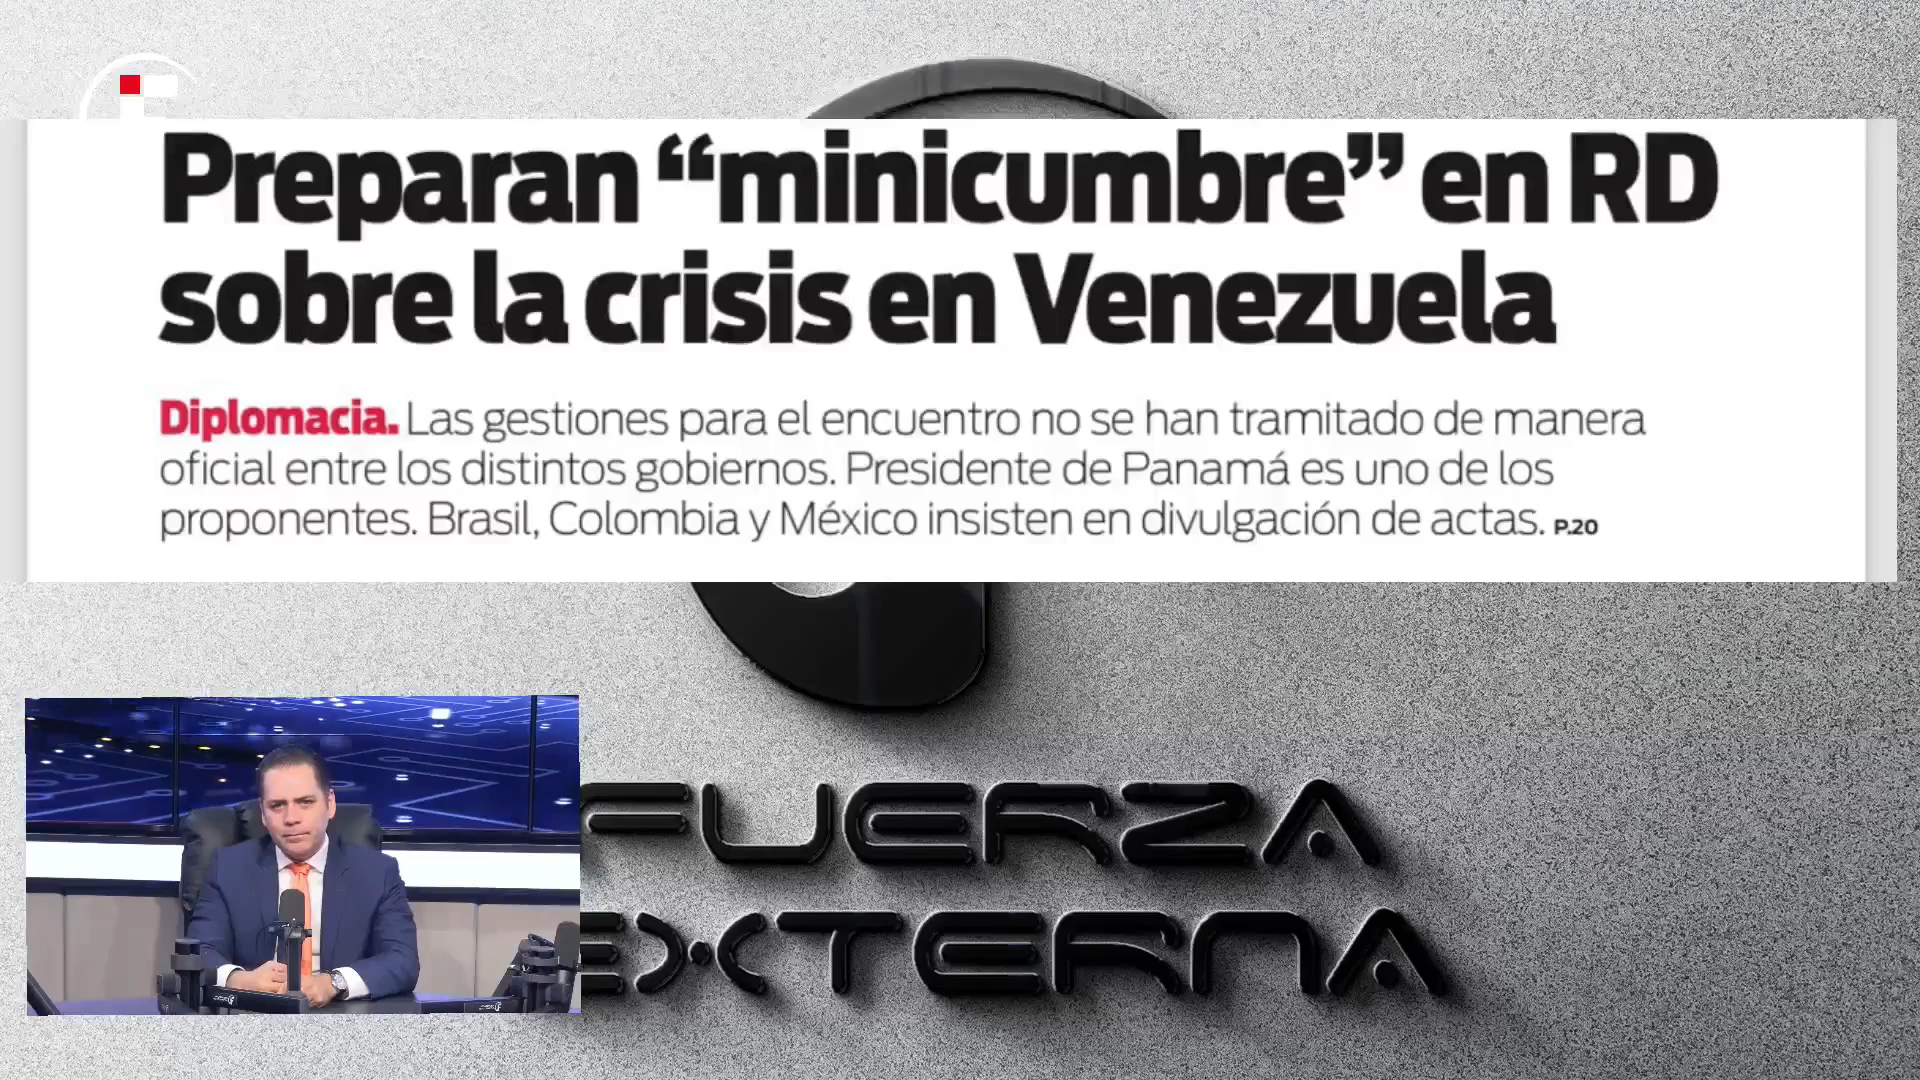 Preparan “minicumbre” en RD
sobre la crisis en Venezuela
Diplomacia. Las gestiones para el encuentro no se han tramitado de manera
oficial entre los distintos gobiernos. Presidente de Panamá es uno de los
proponentes. Brasil, Colombia y México insisten en divulgación de actas. P.20
FUERZA
EXTERNA